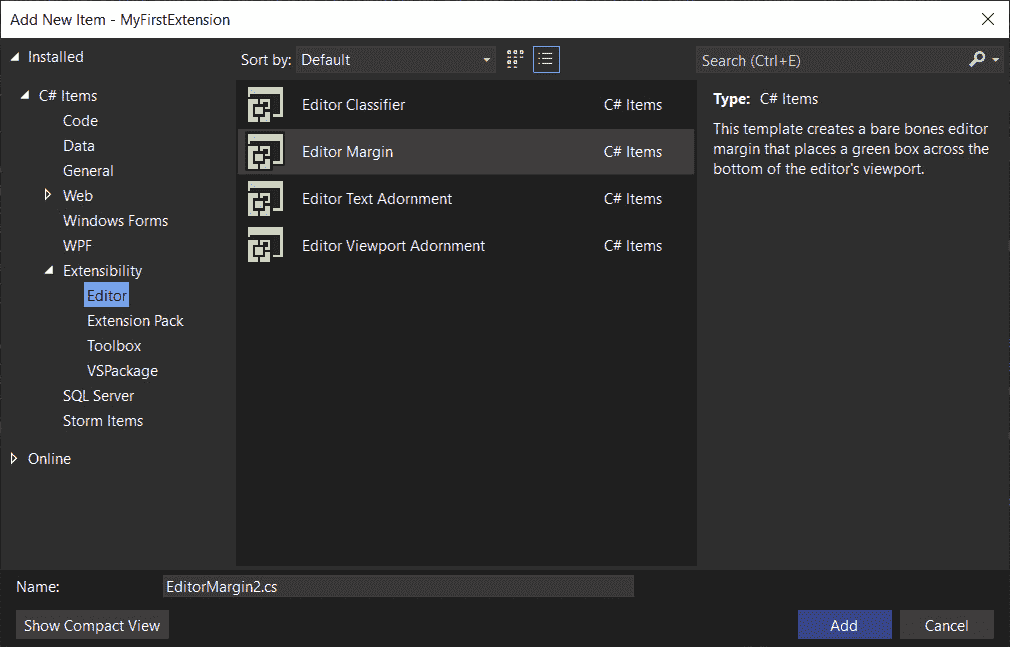 Add New Item - MyFirstExtension
Installed
C# Items
Code
Data
General
Web
Windows Forms
WPF
Extensibility
Editor
Extension Pack
Toolbox
VSPackage
SQL Server
Storm Items
Online
Sort by: Default
Editor Classifier C# Items
Editor Margin C# Items
Editor Text Adornment C# Items
Editor Viewport Adornment C# Items
Search (Ctrl+E)
Type: C# Items
This template creates a bare bones editor
margin that places a green box across the
bottom of the editor's viewport.
Name: EditorMargin2.cs
Show Compact View
Add
Cancel